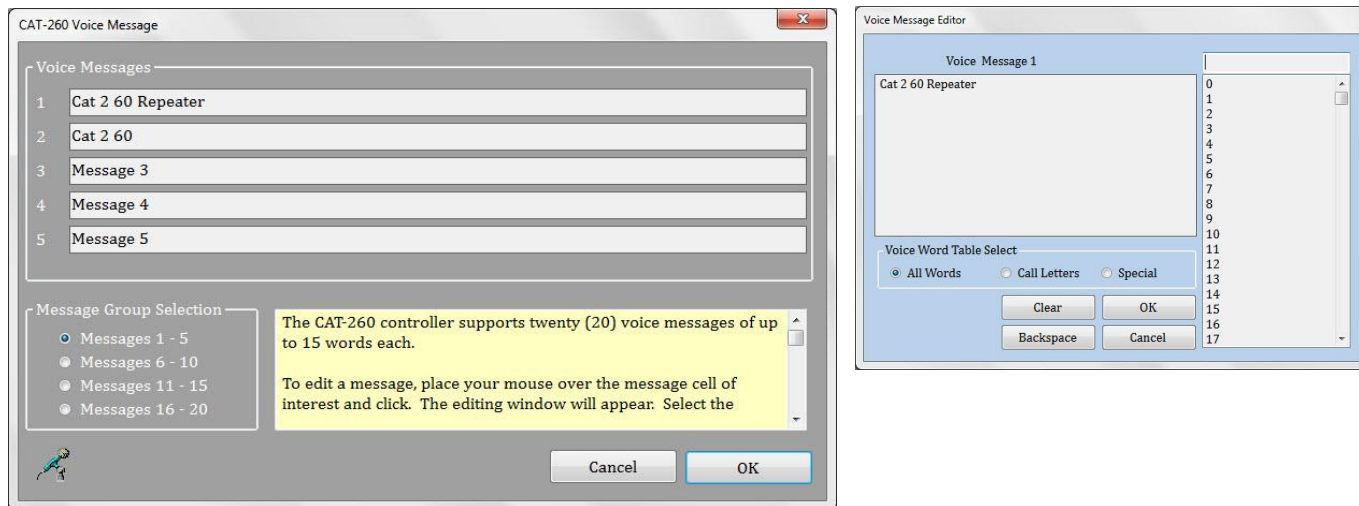 CAT-260 Voice Message
Voice Messages
1 Cat 2 60 Repeater
2 Cat 2 60
3 Message 3
4 Message 4
5 Message 5
Message Group Selection
Messages 1 - 5
Messages 6 - 10
Messages 11 - 15
Messages 16 - 20
The CAT-260 controller supports twenty (20) voice messages of up
to 15 words each.
To edit a message, place your mouse over the message cell of
interest and click. The editing window will appear. Select the
Cancel OK
Voice Message Editor
Voice Message 1
Cat 2 60 Repeater
0
1
2
3
4
5
6
7
8
9
10
11
12
13
14
15
16
17
Voice Word Table Select
All Words Call Letters Special
Clear OK
Backspace Cancel